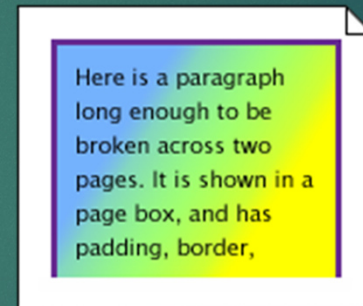 Here is a paragraph
long enough to be
broken across two
pages. It is shown in a
page box, and has
padding, border,